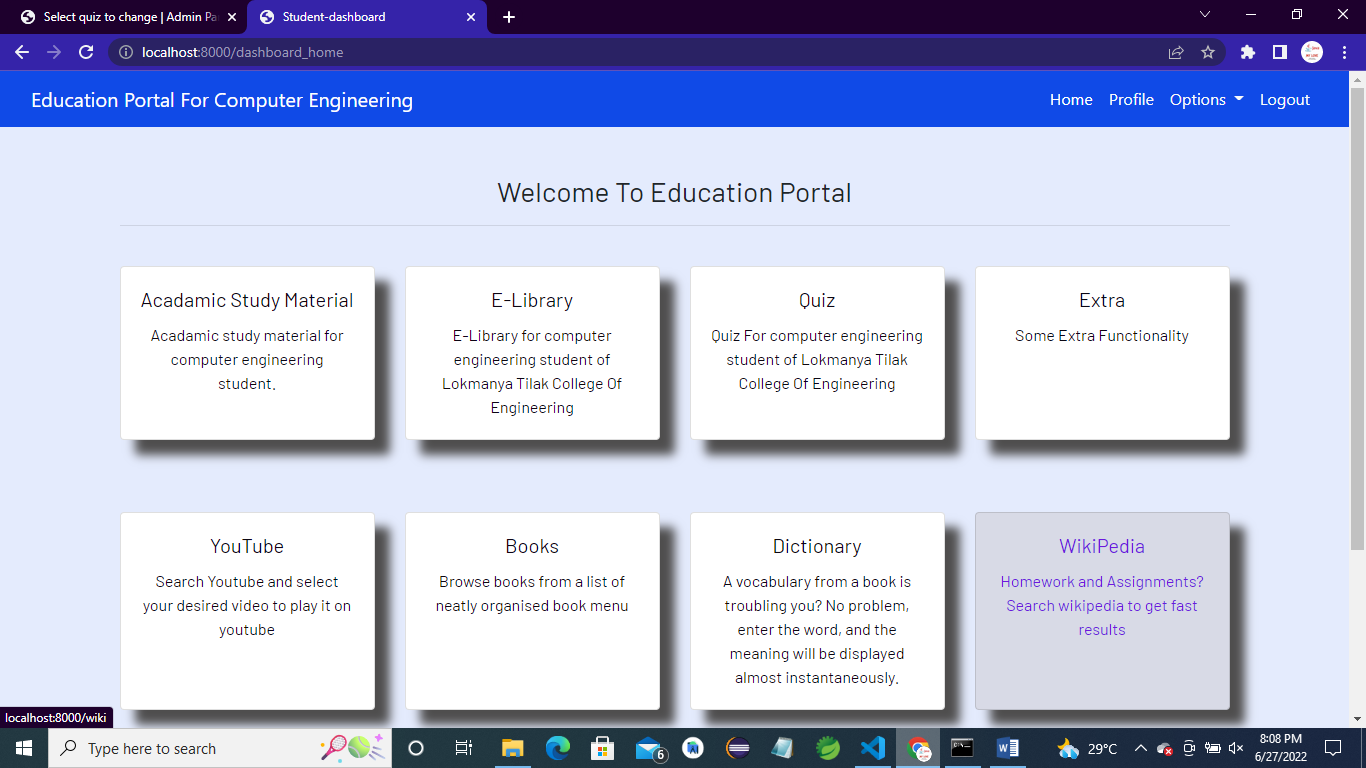 Select quiz to change | Admin Pa
Student-dashboard
localhost:8000/dashboard_home
Education Portal For Computer Engineering
Home
Profile
Options
Logout
Welcome To Education Portal
Acadamic Study Material
Acadamic study material for
computer engineering
student.
E-Library
E-Library for computer
engineering student of
Lokmanya Tilak College Of
Engineering
Quiz
Quiz For computer engineering
student of Lokmanya Tilak
College Of Engineering
Extra
Some Extra Functionality
YouTube
Search Youtube and select
your desired video to play it on
youtube
Books
Browse books from a list of
neatly organised book menu
Dictionary
A vocabulary from a book is
troubling you? No problem,
enter the word, and the
meaning will be displayed
almost instantaneously.
WikiPedia
Homework and Assignments?
Search wikipedia to get fast
results
localhost:8000/wiki
Type here to search
6
29°C
8:08 PM
6/27/2022